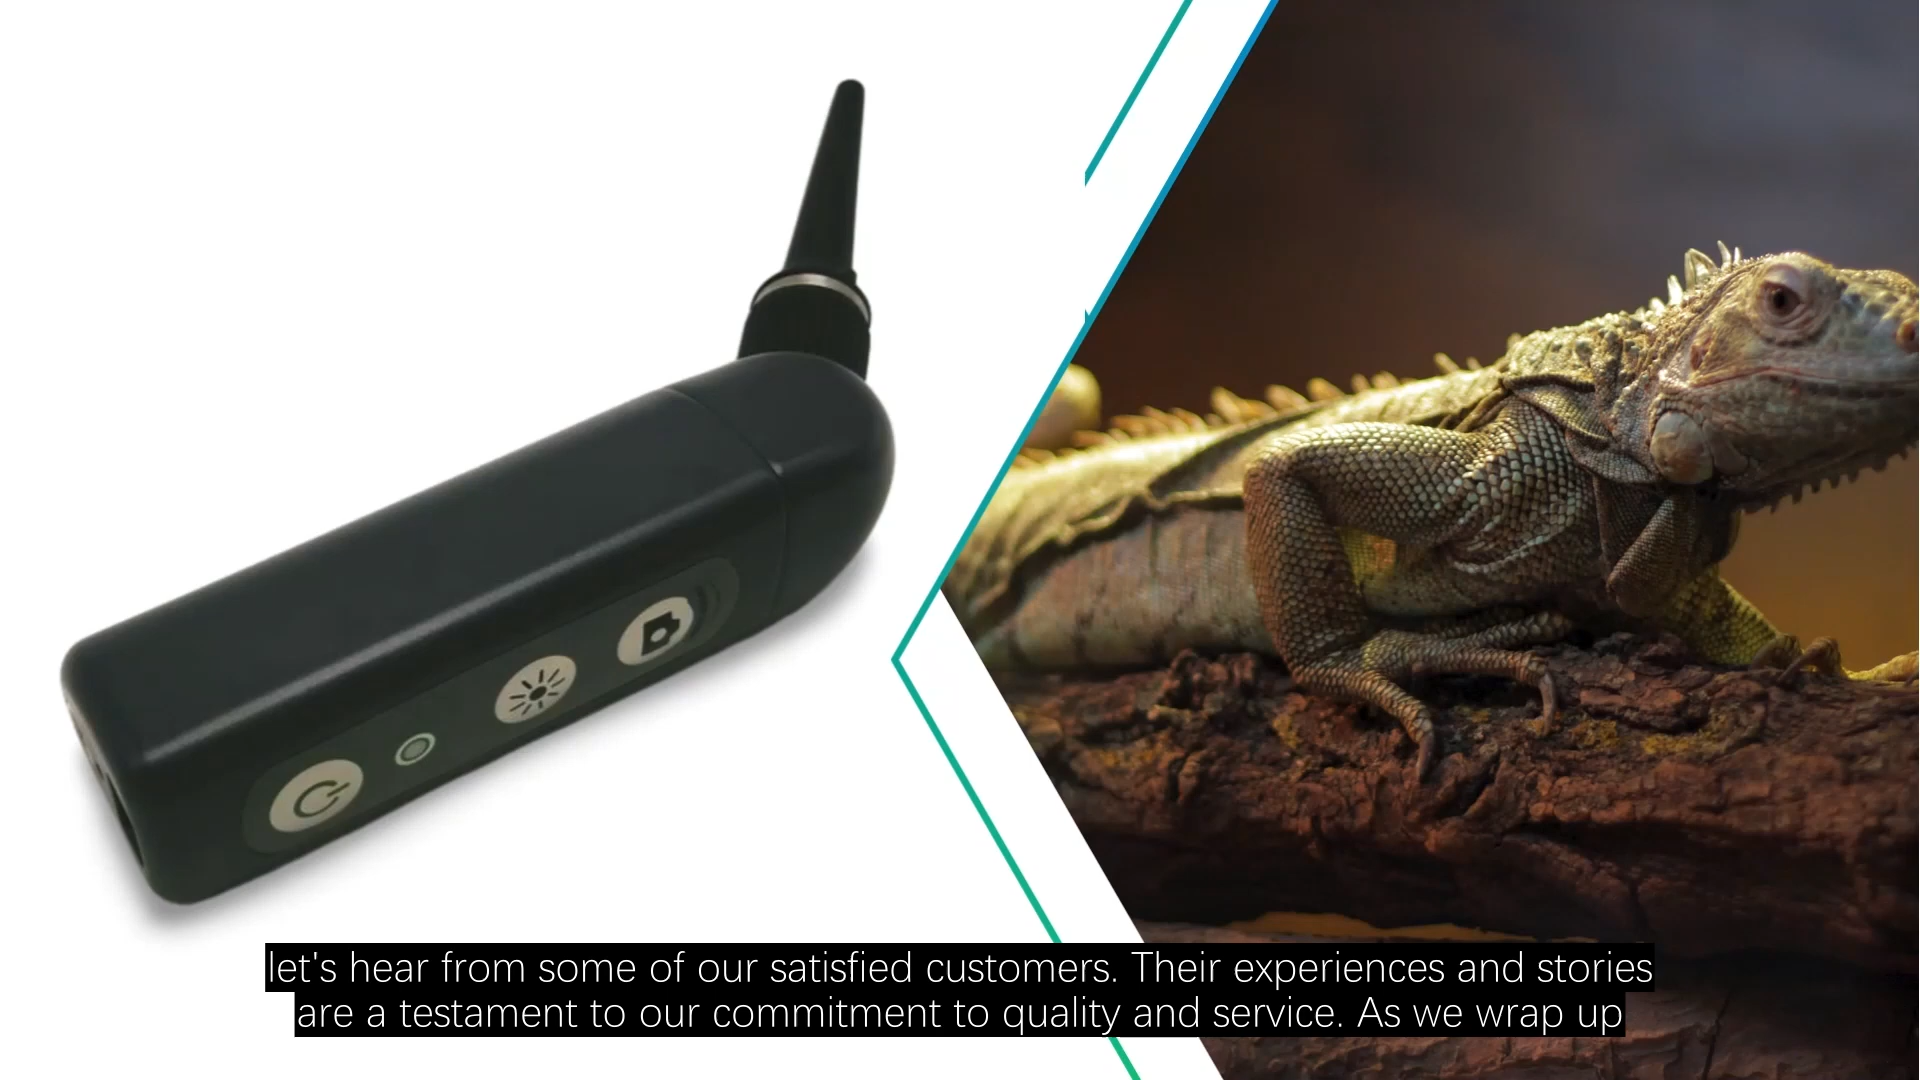 let's hear from some of our satisfied customers. Their experiences and stories
are a testament to our commitment to quality and service. As we wrap up